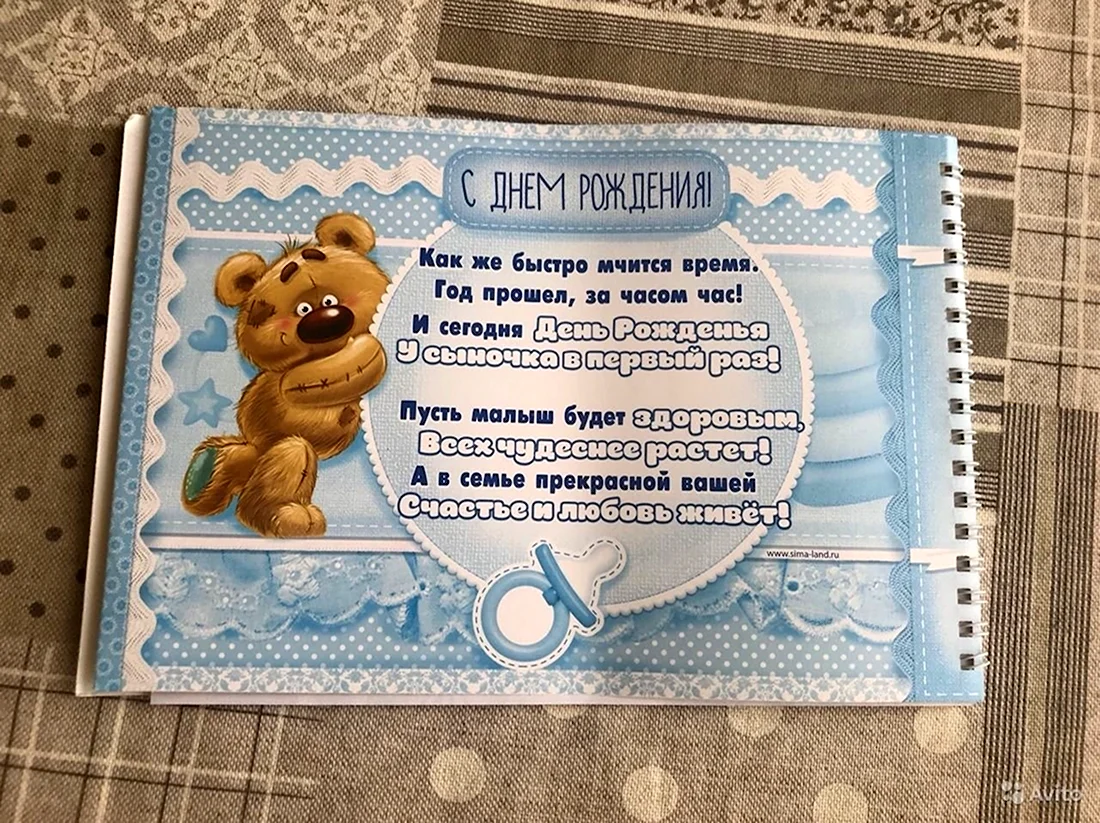 С ДНЕМ РОЖДЕНИЯ!
Как же быстро мчится время.
Год прошел, за часом час!
И сегодня День Рожденья
У сыночка в первый раз!
Пусть малыш будет здоровым,
Всех чудеснее растет!
А в семье прекрасной вашей
Счастье и любовь живёт!
www.sima-land.ru
Avito